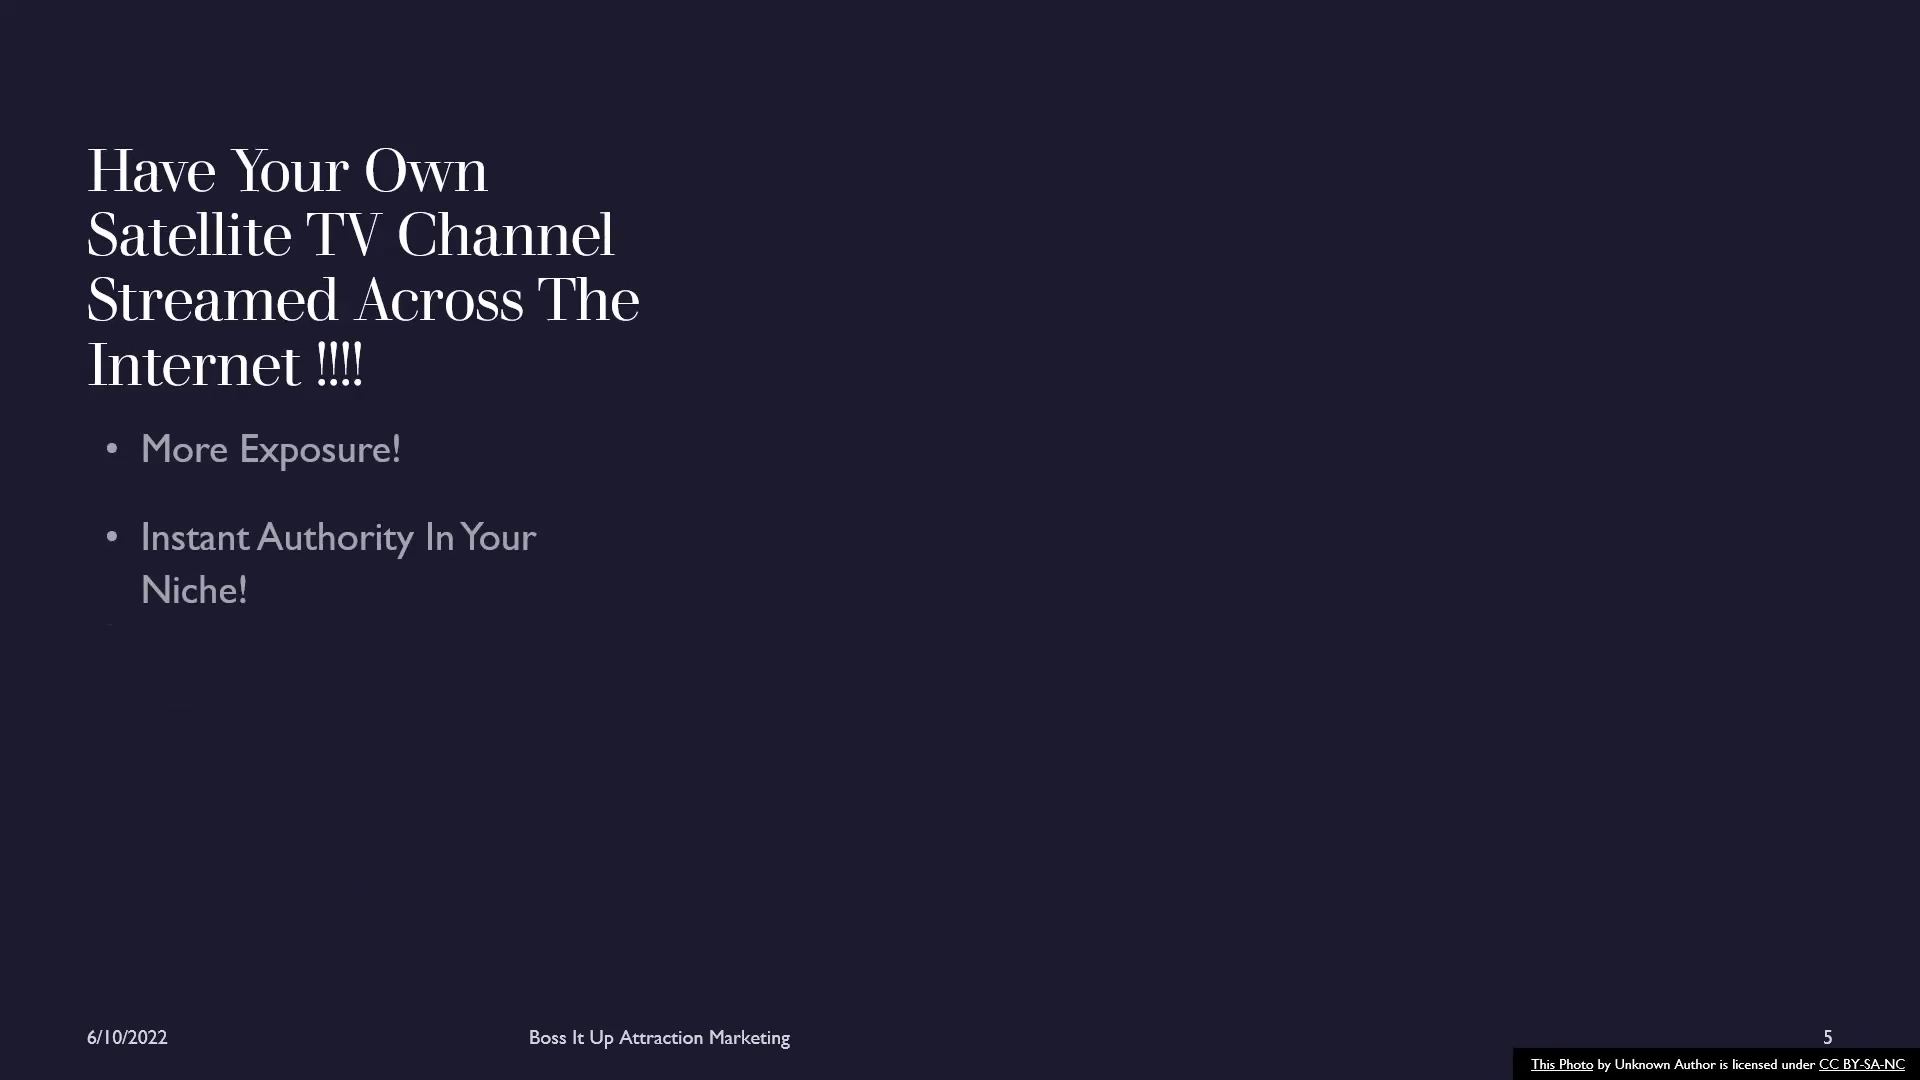 Have Your Own
Satellite TV Channel
Streamed Across The
Internet !!!!
• More Exposure!
• Instant Authority In Your
Niche!
6/10/2022
Boss It Up Attraction Marketing
5
This Photo by Unknown Author is licensed under CC BY-SA-NC